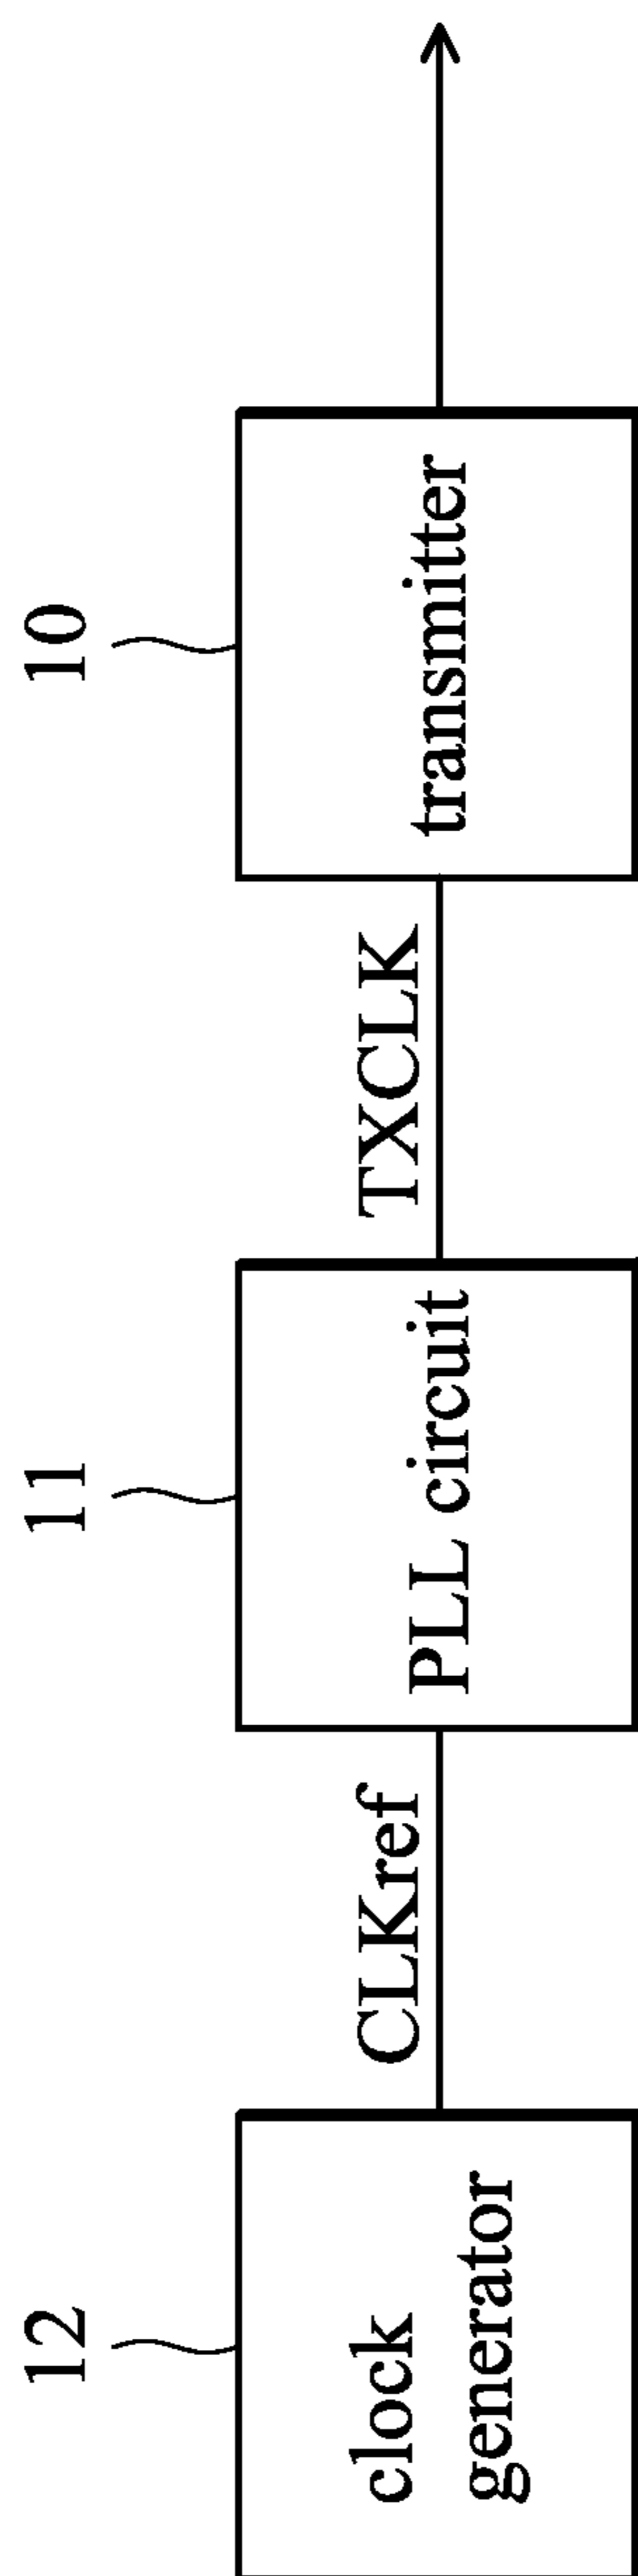 12
11
10
clock
generator
CLKref
PLL circuit
TXCLK
transmitter